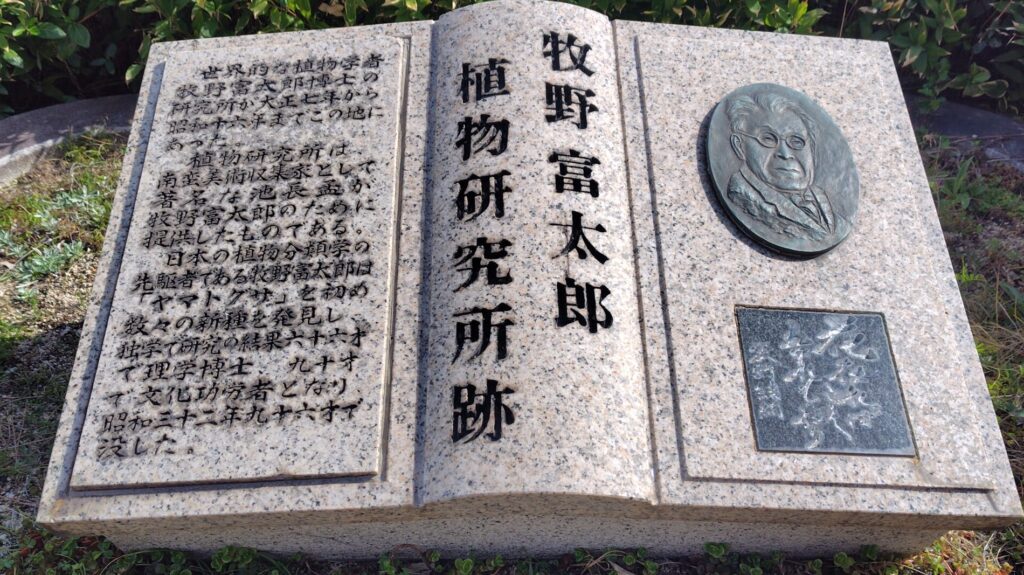 牧野富太郎
植物研究所跡
世界的な植物学者
牧野富太郎博士の
研究所が大正七年から
昭和十六年までこの地に
あった
植物研究所は
南蛮美術収集家として
著名な池長孟が
牧野富太郎のために
提供したものである。
日本の植物分類学の
先駆者である牧野富太郎は
「ヤマトグサ」を初め
数々の新種を発見し、
独学で研究の結果六十六才
で理学博士 九十才
で文化功労者となり
昭和三十二年九十六才で
没した。